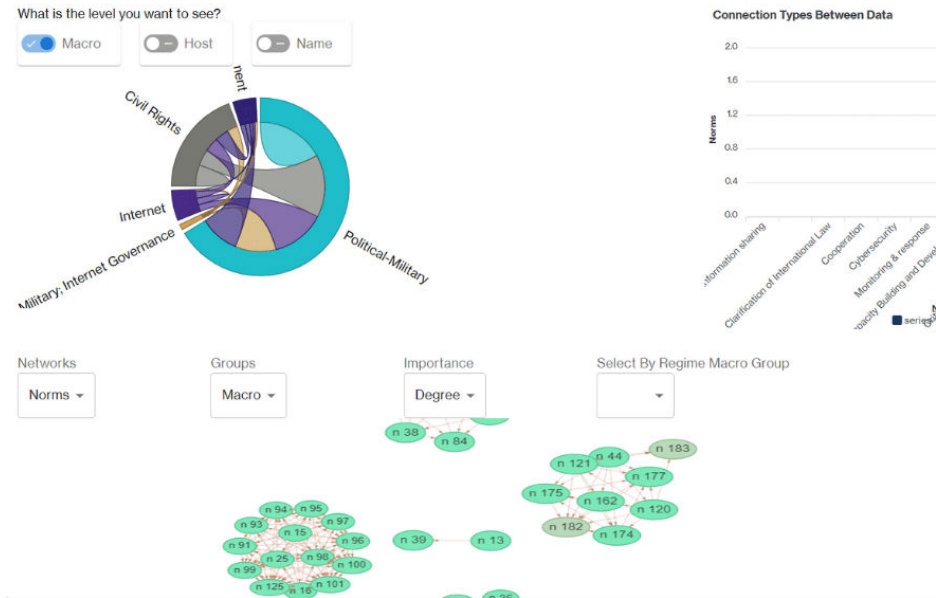 What is the level you want to see?
Macro
Host
Name
nent
Civil Rights
Internet
Military; Internet Governance
Political-Military
Connection Types Between Data
Norms
2.0
1.6
1.2
0.8
0.4
0.0
nformation sharing
Clarification of International Law
Cooperation
Cybersecurity
Monitoring & response
apacity Building and Devel
series
Networks
Groups
Importance
Select By Regime Macro Group
Norms
Macro
Degree
n 38
n 84
n 183
n 44
n 121
n 177
n 175
n 162
n 120
n 182
n 174
n 94
n 95
n 93
n 97
n 15
n 91
n 96
n 25
n 98
n 100
n 99
n 125
n 16
n 101
n 39
n 13